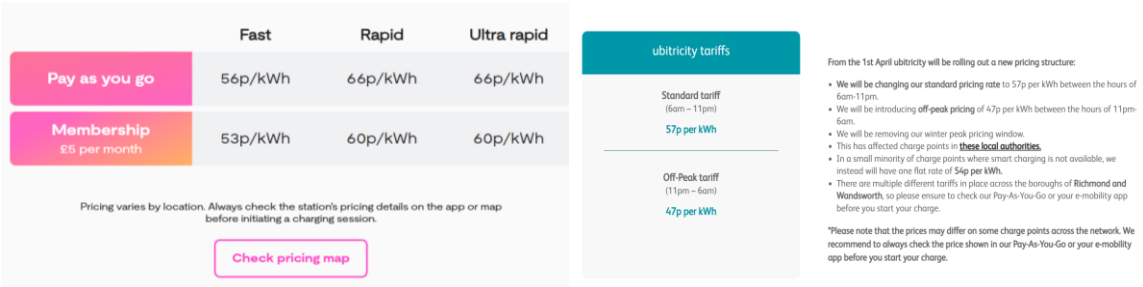 Fast Rapid Ultra rapid
Pay as you go 56p/kWh 66p/kWh 66p/kWh
Membership
£5 per month
53p/kWh 60p/kWh 60p/kWh
Pricing varies by location. Always check the station's pricing details on the app or map
before initiating a charging session.
Check pricing map
ubitricity tariffs
Standard tariff
(6am – 11pm)
57p per kWh
Off-Peak tariff
(11pm – 6am)
47p per kWh
From the 1st April ubitricity will be rolling out a new pricing structure:
• We will be changing our standard pricing rate to 57p per kWh between the hours of
6am-11pm.
• We will be introducing off-peak pricing of 47p per kWh between the hours of 11pm-
6am.
• We will be removing our winter peak pricing window.
• This has affected charge points in these local authorities.
• In a small minority of charge points where smart charging is not available, we
instead will have one flat rate of 54p per kWh.
• There are multiple different tariffs in place across the boroughs of Richmond and
Wandsworth, so please ensure to check our Pay-As-You-Go or your e-mobility app
before you start your charge.
*Please note that the prices may differ on some charge points across the network. We
recommend to always check the price shown in our Pay-As-You-Go or your e-mobility
app before you start your charge.